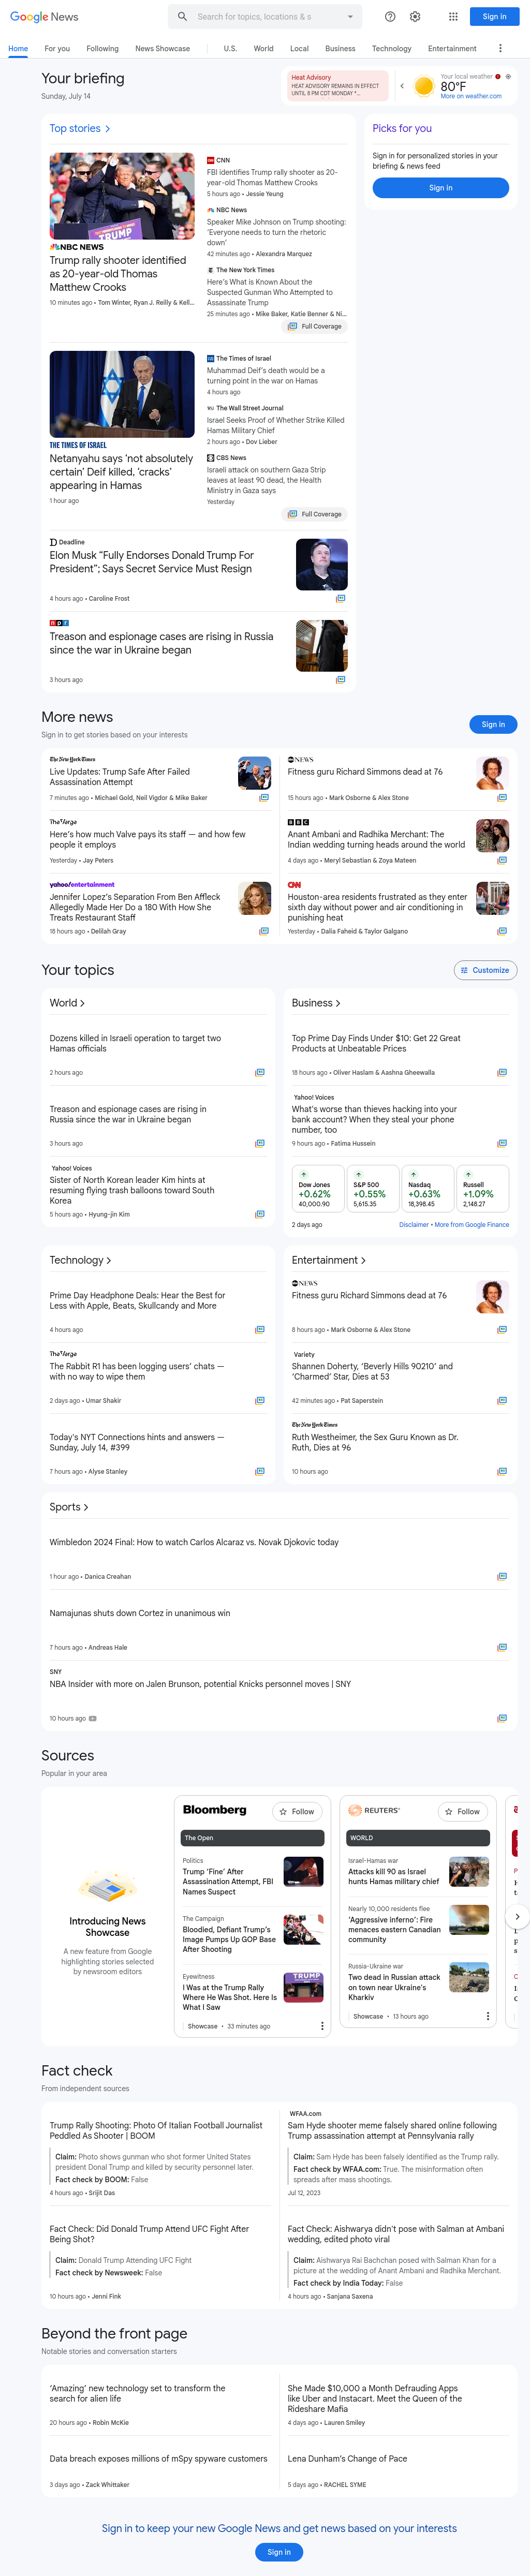 Google News
Search for topics, locations & s
Sign in
Home
For you
Following
News Showcase
U.S.
World
Local
Business
Technology
Entertainment
Your briefing
Sunday, July 14
Heat Advisory
HEAT ADVISORY REMAINS IN EFFECT
UNTIL 8 PM CDT MONDAY *...
Your local weather
80°F
More on weather.com
Top stories
NBC NEWS
Trump rally shooter identified
as 20-year-old Thomas
Matthew Crooks
10 minutes ago • Tom Winter, Ryan J. Reilly & Kell...
CNN
FBI identifies Trump rally shooter as 20-
year-old Thomas Matthew Crooks
5 hours ago • Jessie Yeung
NBC News
Speaker Mike Johnson on Trump shooting:
‘Everyone needs to turn the rhetoric
down’
42 minutes ago • Alexandra Marquez
The New York Times
Here’s What is Known About the
Suspected Gunman Who Attempted to
Assassinate Trump
25 minutes ago • Mike Baker, Katie Benner & Ni...
Full Coverage
THE TIMES OF ISRAEL
Netanyahu says ‘not absolutely
certain’ Deif killed, ‘cracks’
appearing in Hamas
1 hour ago
The Times of Israel
Muhammad Deif’s death would be a
turning point in the war on Hamas
4 hours ago
The Wall Street Journal
Israel Seeks Proof of Whether Strike Killed
Hamas Military Chief
2 hours ago • Dov Lieber
CBS News
Israeli attack on southern Gaza Strip
leaves at least 90 dead, the Health
Ministry in Gaza says
Yesterday
Full Coverage
Deadline
Elon Musk “Fully Endorses Donald Trump For
President”; Says Secret Service Must Resign
4 hours ago • Caroline Frost
npr
Treason and espionage cases are rising in Russia
since the war in Ukraine began
3 hours ago
Picks for you
Sign in for personalized stories in your
briefing & news feed
Sign in
More news
Sign in to get stories based on your interests
Sign in
The New York Times
Live Updates: Trump Safe After Failed
Assassination Attempt
7 minutes ago • Michael Gold, Neil Vigdor & Mike Baker
The Verge
Here’s how much Valve pays its staff — and how few
people it employs
Yesterday • Jay Peters
yahoo!entertainment
Jennifer Lopez’s Separation From Ben Affleck
Allegedly Made Her Do a 180 With How She
Treats Restaurant Staff
18 hours ago • Delilah Gray
NEWS
Fitness guru Richard Simmons dead at 76
15 hours ago • Mark Osborne & Alex Stone
BBC
Anant Ambani and Radhika Merchant: The
Indian wedding turning heads around the world
4 days ago • Meryl Sebastian & Zoya Mateen
CNN
Houston-area residents frustrated as they enter
sixth day without power and air conditioning in
punishing heat
Yesterday • Dalia Faheid & Taylor Galgano
Your topics
Customize
World
Dozens killed in Israeli operation to target two
Hamas officials
2 hours ago
Treason and espionage cases are rising in
Russia since the war in Ukraine began
3 hours ago
Yahoo! Voices
Sister of North Korean leader Kim hints at
resuming flying trash balloons toward South
Korea
5 hours ago • Hyung-jin Kim
Business
Top Prime Day Finds Under $10: Get 22 Great
Products at Unbeatable Prices
18 hours ago • Oliver Haslam & Aashna Gheewalla
Yahoo! Voices
What's worse than thieves hacking into your
bank account? When they steal your phone
number, too
9 hours ago • Fatima Hussein
Dow Jones
+0.62%
40,000.90
S&P 500
+0.55%
5,615.35
Nasdaq
+0.63%
18,398.45
Russell
+1.09%
2,148.27
2 days ago
Disclaimer • More from Google Finance
Technology
Prime Day Headphone Deals: Hear the Best for
Less with Apple, Beats, Skullcandy and More
4 hours ago
The Verge
The Rabbit R1 has been logging users’ chats —
with no way to wipe them
2 days ago • Umar Shakir
Today's NYT Connections hints and answers —
Sunday, July 14, #399
7 hours ago • Alyse Stanley
Entertainment
NEWS
Fitness guru Richard Simmons dead at 76
8 hours ago • Mark Osborne & Alex Stone
Variety
Shannen Doherty, ‘Beverly Hills 90210’ and
‘Charmed’ Star, Dies at 53
42 minutes ago • Pat Saperstein
The New York Times
Ruth Westheimer, the Sex Guru Known as Dr.
Ruth, Dies at 96
10 hours ago
Sports
Wimbledon 2024 Final: How to watch Carlos Alcaraz vs. Novak Djokovic today
1 hour ago • Danica Creahan
Namajunas shuts down Cortez in unanimous win
7 hours ago • Andreas Hale
SNY
NBA Insider with more on Jalen Brunson, potential Knicks personnel moves | SNY
10 hours ago
Sources
Popular in your area
Introducing News
Showcase
A new feature from Google
highlighting stories selected
by newsroom editors
Bloomberg
Follow
The Open
Politics
Trump ‘Fine’ After
Assassination Attempt, FBI
Names Suspect
The Campaign
Bloodied, Defiant Trump’s
Image Pumps Up GOP Base
After Shooting
Eyewitness
I Was at the Trump Rally
Where He Was Shot. Here Is
What I Saw
Showcase • 33 minutes ago
REUTERS
Follow
WORLD
Israel-Hamas war
Attacks kill 90 as Israel
hunts Hamas military chief
Nearly 10,000 residents flee
'Aggressive inferno': Fire
menaces eastern Canadian
community
Russia-Ukraine war
Two dead in Russian attack
on town near Ukraine's
Kharkiv
Showcase • 13 hours ago
Fact check
From independent sources
Trump Rally Shooting: Photo Of Italian Football Journalist
Peddled As Shooter | BOOM
Claim: Photo shows gunman who shot former United States
president Donal Trump and killed by security personnel later.
Fact check by BOOM: False
4 hours ago • Srijit Das
Fact Check: Did Donald Trump Attend UFC Fight After
Being Shot?
Claim: Donald Trump Attending UFC Fight
Fact check by Newsweek: False
10 hours ago • Jenni Fink
WFAA.com
Sam Hyde shooter meme falsely shared online following
Trump assassination attempt at Pennsylvania rally
Claim: Sam Hyde has been falsely identified as the Trump rally.
Fact check by WFAA.com: True. The misinformation often
spreads after mass shootings.
Jul 12, 2023
Fact Check: Aishwarya didn't pose with Salman at Ambani
wedding, edited photo viral
Claim: Aishwarya Rai Bachchan posed with Salman Khan for a
picture at the wedding of Anant Ambani and Radhika Merchant.
Fact check by India Today: False
4 hours ago • Sanjana Saxena
Beyond the front page
Notable stories and conversation starters
‘Amazing’ new technology set to transform the
search for alien life
20 hours ago • Robin McKie
Data breach exposes millions of mSpy spyware customers
3 days ago • Zack Whittaker
She Made $10,000 a Month Defrauding Apps
like Uber and Instacart. Meet the Queen of the
Rideshare Mafia
4 days ago • Lauren Smiley
Lena Dunham’s Change of Pace
5 days ago • RACHEL SYME
Sign in to keep your new Google News and get news based on your interests
Sign in